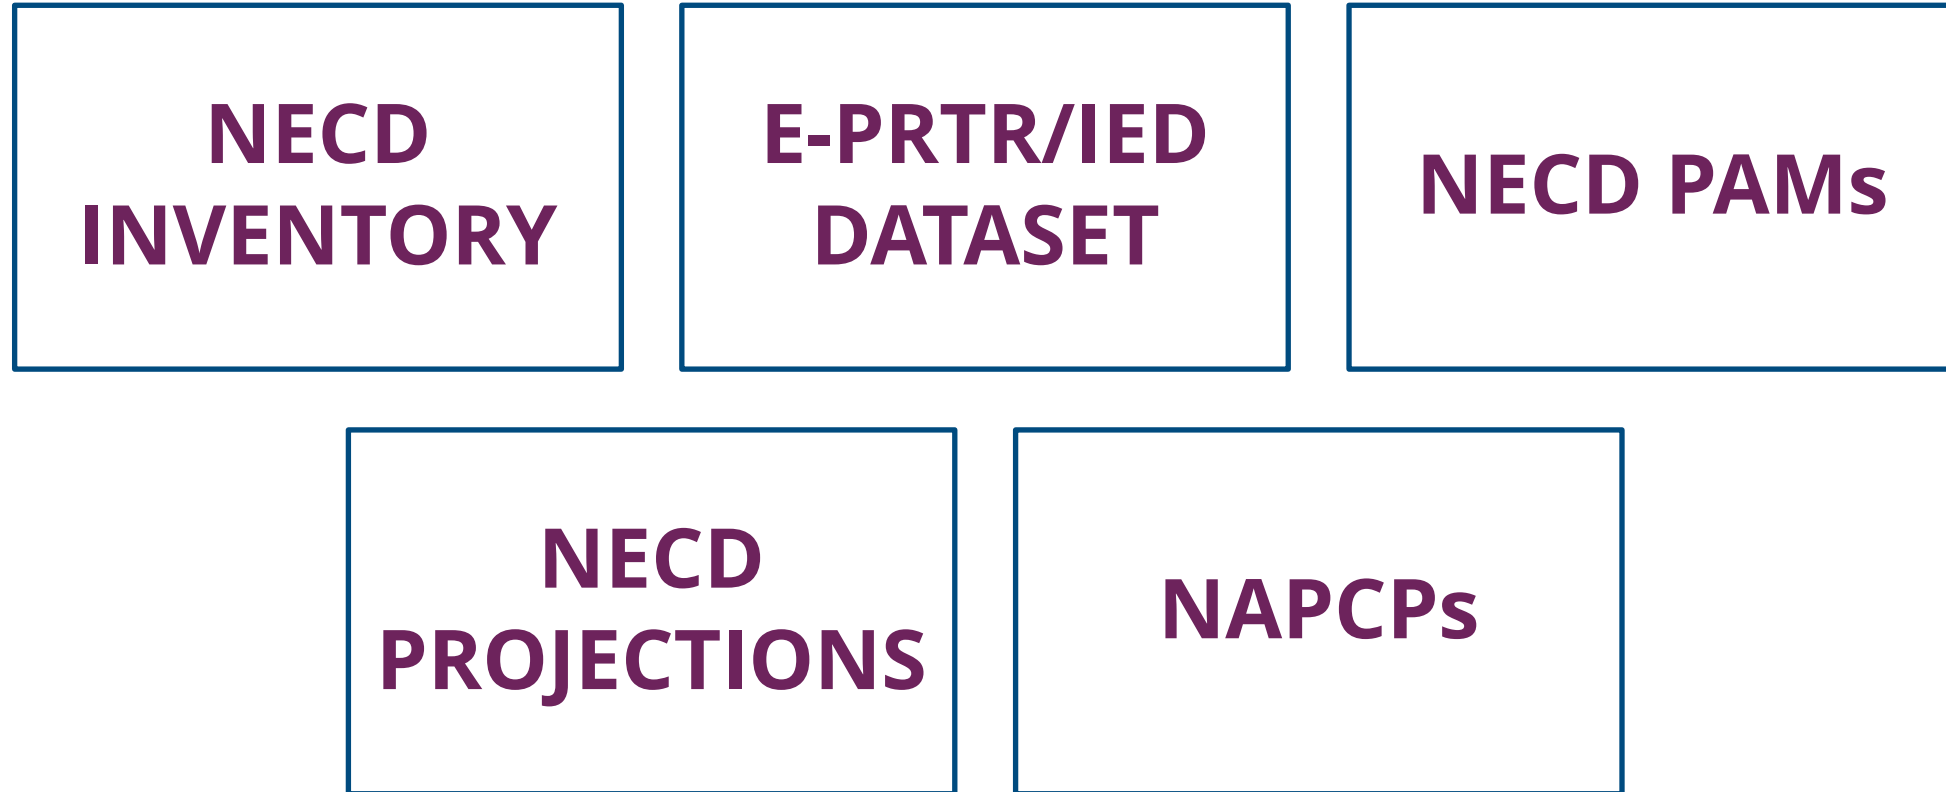 NECD
INVENTORY
E-PRTR/IED
DATASET
NECD PAMs
NECD
PROJECTIONS
NAPCPs